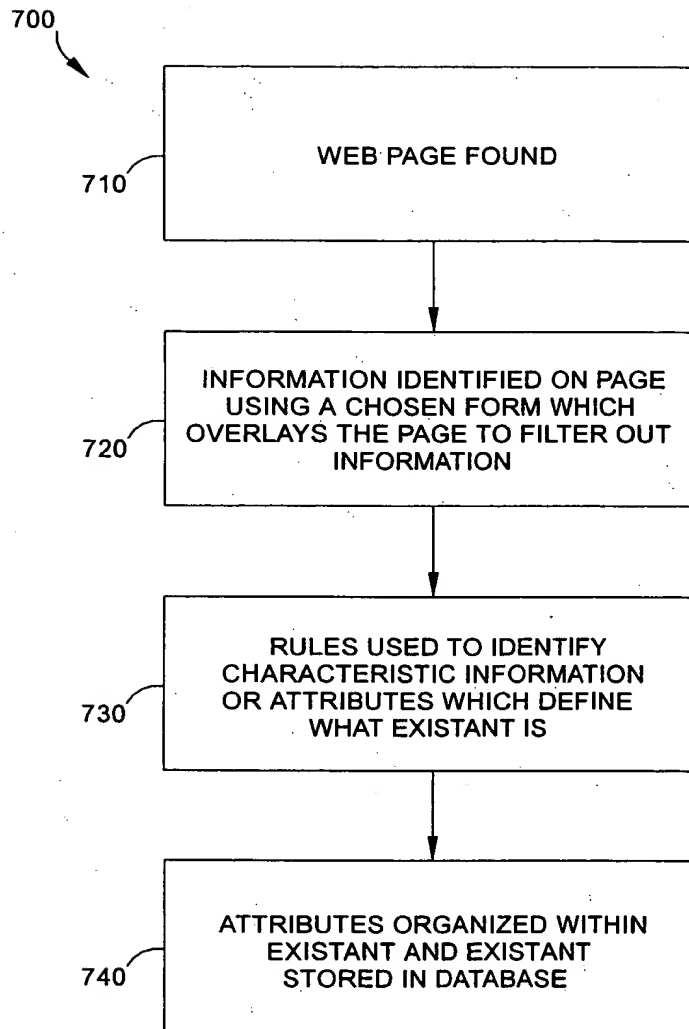 700
WEB PAGE FOUND
710
INFORMATION IDENTIFIED ON PAGE
USING A CHOSEN FORM WHICH
OVERLAYS THE PAGE TO FILTER OUT
INFORMATION
720
RULES USED TO IDENTIFY
CHARACTERISTIC INFORMATION
OR ATTRIBUTES WHICH DEFINE
WHAT EXISTANT IS
730
ATTRIBUTES ORGANIZED WITHIN
EXISTANT AND EXISTANT
STORED IN DATABASE
740